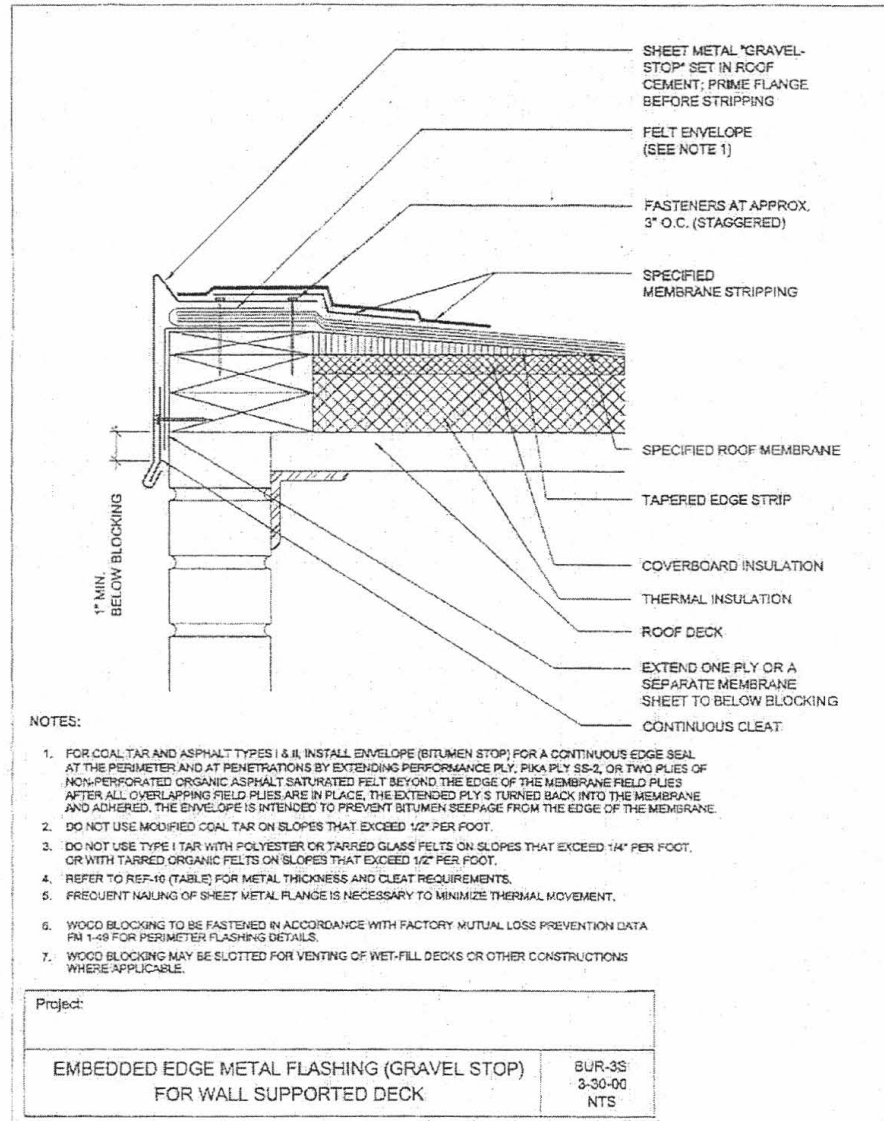 SHEET METAL "GRAVEL-
STOP" SET IN ROOF
CEMENT; PRIME FLANGE
BEFORE STRIPPING
FELT ENVELOPE
(SEE NOTE 1)
FASTENERS AT APPROX.
3" O.C. (STAGGERED)
SPECIFIED
MEMBRANE STRIPPING
SPECIFIED ROOF MEMBRANE
TAPERED EDGE STRIP
COVERBOARD INSULATION
THERMAL INSULATION
ROOF DECK
EXTEND ONE PLY OR A
SEPARATE MEMBRANE
SHEET TO BELOW BLOCKING
CONTINUOUS CLEAT
1" MIN.
BELOW BLOCKING
NOTES:
1. FOR COAL TAR AND ASPHALT TYPES I & II, INSTALL ENVELOPE (BITUMEN STOP) FOR A CONTINUOUS EDGE SEAL
AT THE PERIMETER AND AT PENETRATIONS BY EXTENDING PERFORMANCE PLY, PIKA PLY SS-2, OR TWO PLIES OF
NON-PERFORATED ORGANIC ASPHALT SATURATED FELT BEYOND THE EDGE OF THE MEMBRANE FIELD PLIES
AFTER ALL OVERLAPPING FIELD PLIES ARE IN PLACE, THE EXTENDED PLY S TURNED BACK INTO THE MEMBRANE
AND ADHERED. THE ENVELOPE IS INTENDED TO PREVENT BITUMEN SEEPAGE FROM THE EDGE OF THE MEMBRANE.
2. DO NOT USE MODIFIED COAL TAR ON SLOPES THAT EXCEED 1/2" PER FOOT.
3. DO NOT USE TYPE I TAR WITH POLYESTER OR TARRED GLASS FELTS ON SLOPES THAT EXCEED 1/4" PER FOOT,
OR WITH TARRED ORGANIC FELTS ON SLOPES THAT EXCEED 1/2" PER FOOT.
4. REFER TO REF-10 (TABLE) FOR METAL THICKNESS AND CLEAT REQUIREMENTS.
5. FREQUENT NAILING OF SHEET METAL FLANGE IS NECESSARY TO MINIMIZE THERMAL MOVEMENT.
6. WOOD BLOCKING TO BE FASTENED IN ACCORDANCE WITH FACTORY MUTUAL LOSS PREVENTION DATA
FM 1-49 FOR PERIMETER FLASHING DETAILS.
7. WOOD BLOCKING MAY BE SLOTTED FOR VENTING OF WET-FILL DECKS OR OTHER CONSTRUCTIONS
WHERE APPLICABLE.
Project:
EMBEDDED EDGE METAL FLASHING (GRAVEL STOP)
FOR WALL SUPPORTED DECK
BUR-3S
3-30-00
NTS